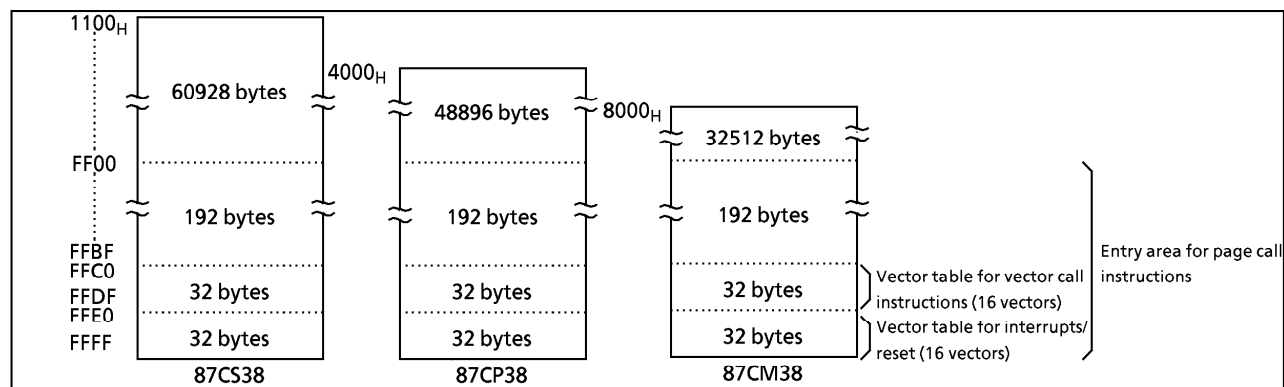 1100H
60928 bytes
4000H
48896 bytes
8000H
32512 bytes
FF00
192 bytes
192 bytes
192 bytes
FFBF
FFC0
Entry area for page call
instructions
FFDF
32 bytes
32 bytes
32 bytes
Vector table for vector call
instructions (16 vectors)
FFE0
FFFF
32 bytes
32 bytes
32 bytes
Vector table for interrupts/
reset (16 vectors)
87CS38
87CP38
87CM38